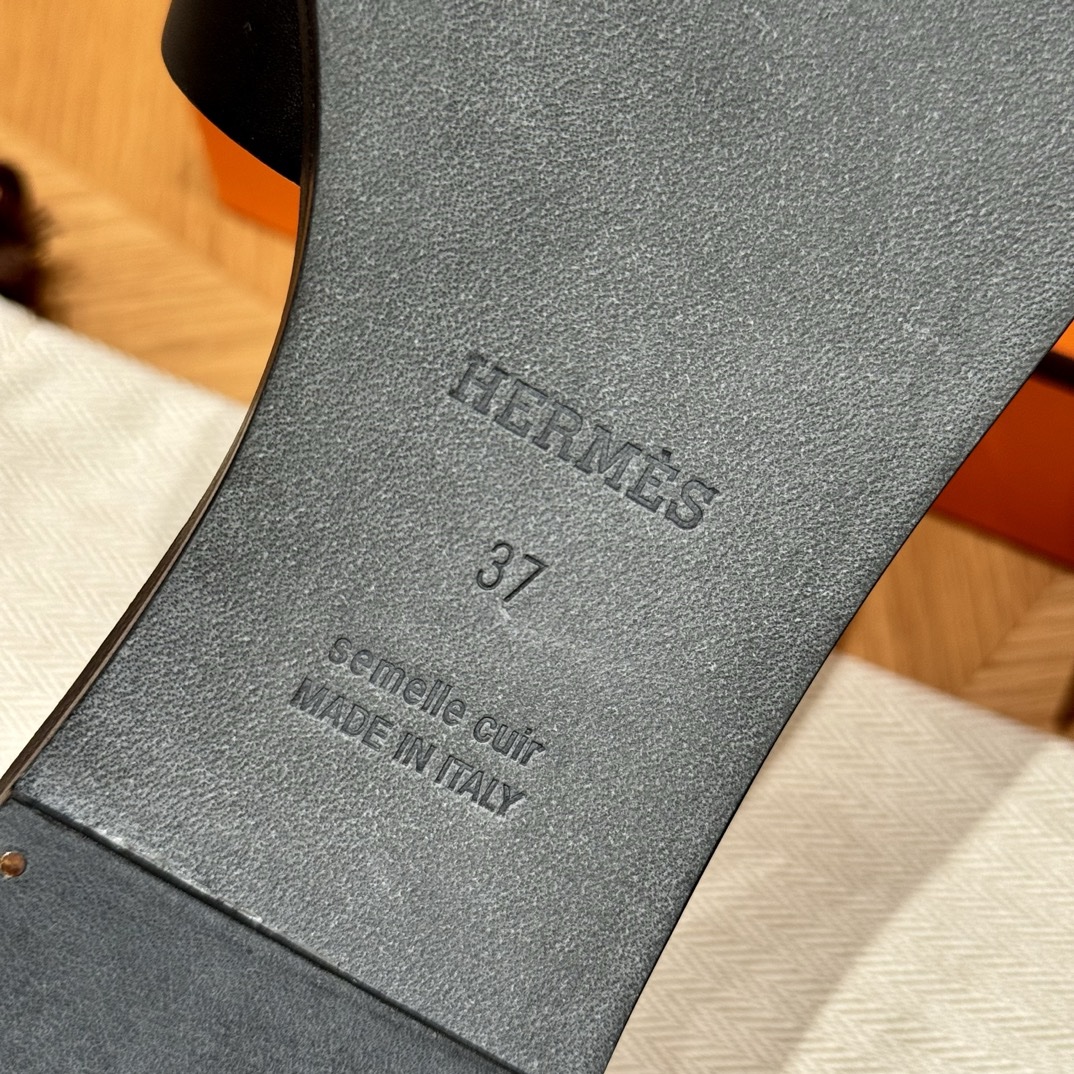 HERMÈS
37
semelle cuir
MADE IN ITALY